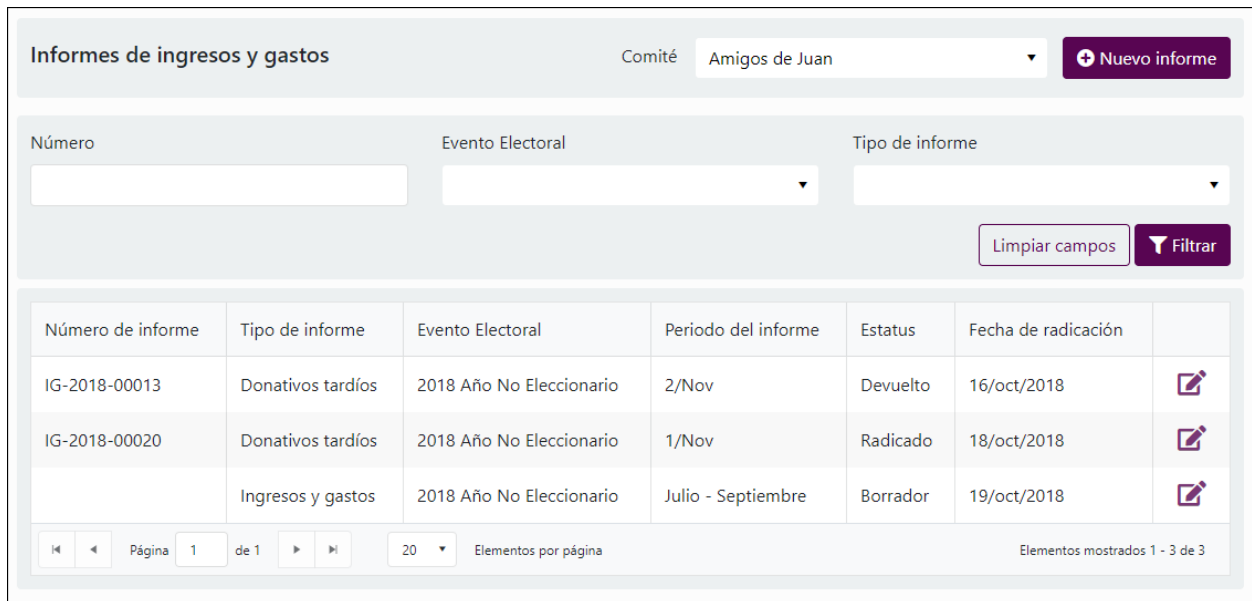 Informes de ingresos y gastos Comité Amigos de Juan Nuevo informe
Número Evento Electoral Tipo de informe
Limpiar campos Filtrar
Número de informe Tipo de informe Evento Electoral Periodo del informe Estatus Fecha de radicación
IG-2018-00013 Donativos tardíos 2018 Año No Eleccionario 2/Nov Devuelto 16/oct/2018
IG-2018-00020 Donativos tardíos 2018 Año No Eleccionario 1/Nov Radicado 18/oct/2018
Ingresos y gastos 2018 Año No Eleccionario Julio - Septiembre Borrador 19/oct/2018
Página 1 de 1 20 Elementos por página Elementos mostrados 1 - 3 de 3